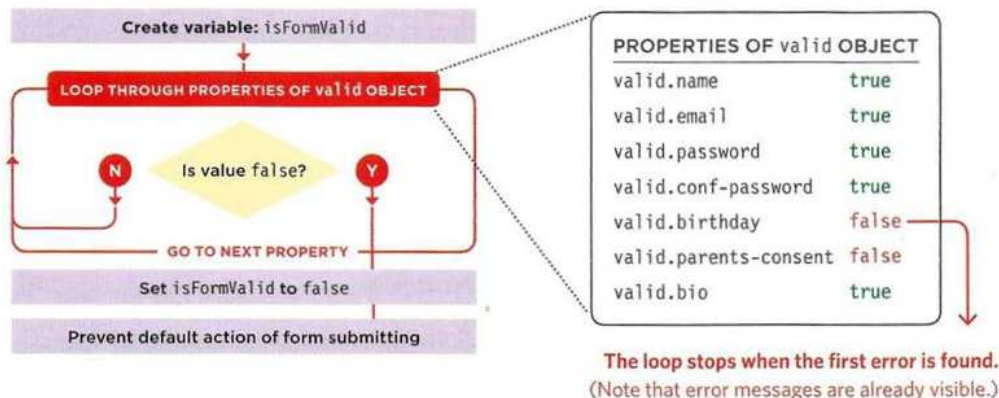 Create variable: isFormValid
LOOP THROUGH PROPERTIES OF valid OBJECT
N
Is value false?
Y
GO TO NEXT PROPERTY
Set isFormValid to false
Prevent default action of form submitting
PROPERTIES OF valid OBJECT
valid.name true
valid.email true
valid.password true
valid.conf-password true
valid.birthday false
valid.parents-consent false
valid.bio true
The loop stops when the first error is found.
(Note that error messages are already visible.)